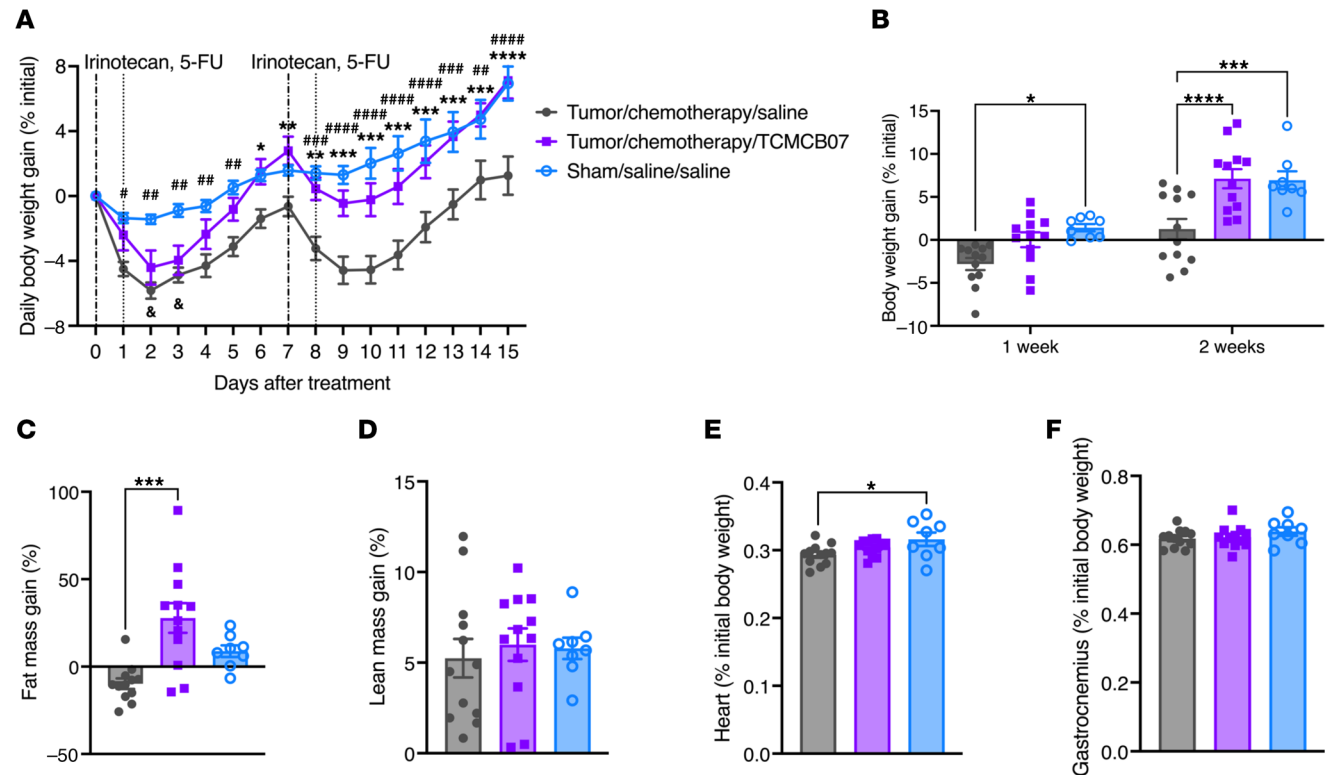 A
Daily body weight gain (% initial)
8
4
0
–4
–8
Irinotecan, 5-FU
Irinotecan, 5-FU
#
##
##
##
##
*
**
###
**
####
***
####
***
####
***
####
***
###
***
##
***
####
****
&
&
0 1 2 3 4 5 6 7 8 9 10 11 12 13 14 15
Days after treatment
Tumor/chemotherapy/saline
Tumor/chemotherapy/TCMCB07
Sham/saline/saline
B
Body weight gain (% initial)
15
10
5
0
–5
–10
*
****
***
1 week
2 weeks
C
Fat mass gain (%)
100
50
0
–50
***
D
Lean mass gain (%)
15
10
5
0
E
Heart (% initial body weight)
0.4
0.3
0.2
0.1
0.0
*
F
Gastrocnemius (% initial body weight)
0.8
0.6
0.4
0.2
0.0